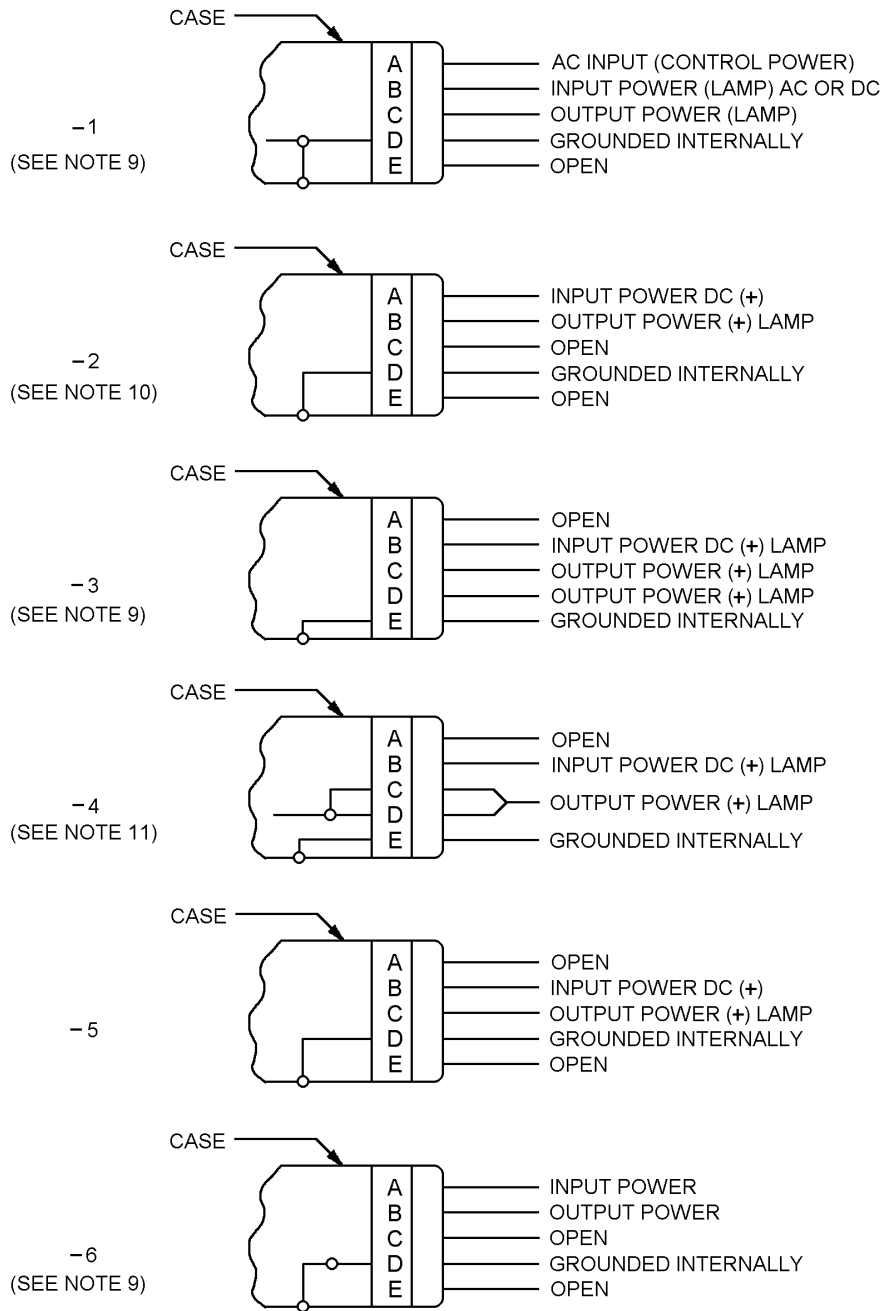 CASE
A AC INPUT (CONTROL POWER)
B INPUT POWER (LAMP) AC OR DC
C OUTPUT POWER (LAMP)
D GROUNDED INTERNALLY
E OPEN
−1
(SEE NOTE 9)
CASE
A INPUT POWER DC (+)
B OUTPUT POWER (+) LAMP
C OPEN
D GROUNDED INTERNALLY
E OPEN
−2
(SEE NOTE 10)
CASE
A OPEN
B INPUT POWER DC (+) LAMP
C OUTPUT POWER (+) LAMP
D OUTPUT POWER (+) LAMP
E GROUNDED INTERNALLY
−3
(SEE NOTE 9)
CASE
A OPEN
B INPUT POWER DC (+) LAMP
C
D OUTPUT POWER (+) LAMP
E GROUNDED INTERNALLY
−4
(SEE NOTE 11)
CASE
A OPEN
B INPUT POWER DC (+)
C OUTPUT POWER (+) LAMP
D GROUNDED INTERNALLY
E OPEN
−5
CASE
A INPUT POWER
B OUTPUT POWER
C OPEN
D GROUNDED INTERNALLY
E OPEN
−6
(SEE NOTE 9)